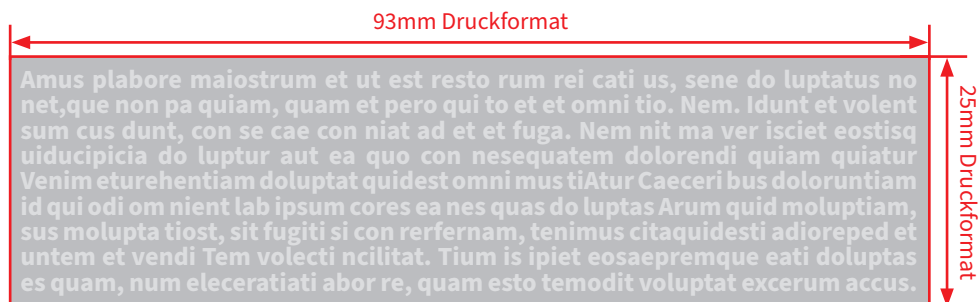 93mm Druckformat
Amus plabore maiostrum et ut est resto rum rei cati us, sene do luptatus no
net,que non pa quiam, quam et pero qui to et et omni tio. Nem. Idunt et volent
sum cus dunt, con se cae con niat ad et et fuga. Nem nit ma ver isciet eostisq
uiducipicia do luptur aut ea quo con nesequatem dolorendi quiam quiatur
Venim eturehentiam doluptat quidest omni mus tiAtur Caeceri bus doloruntiam
id qui odi om nient lab ipsum cores ea nes quas do luptas Arum quid moluptiam,
sus molupta tiost, sit fugiti si con rerfernam, tenimus citaquidesti adioreped et
untem et vendi Tem volecti ncilitat. Tium is ipiet eosaepremque eati doluptas
es quam, num eleceratiati abor re, quam esto temodit voluptat excerum accus.
25mm Druckformat